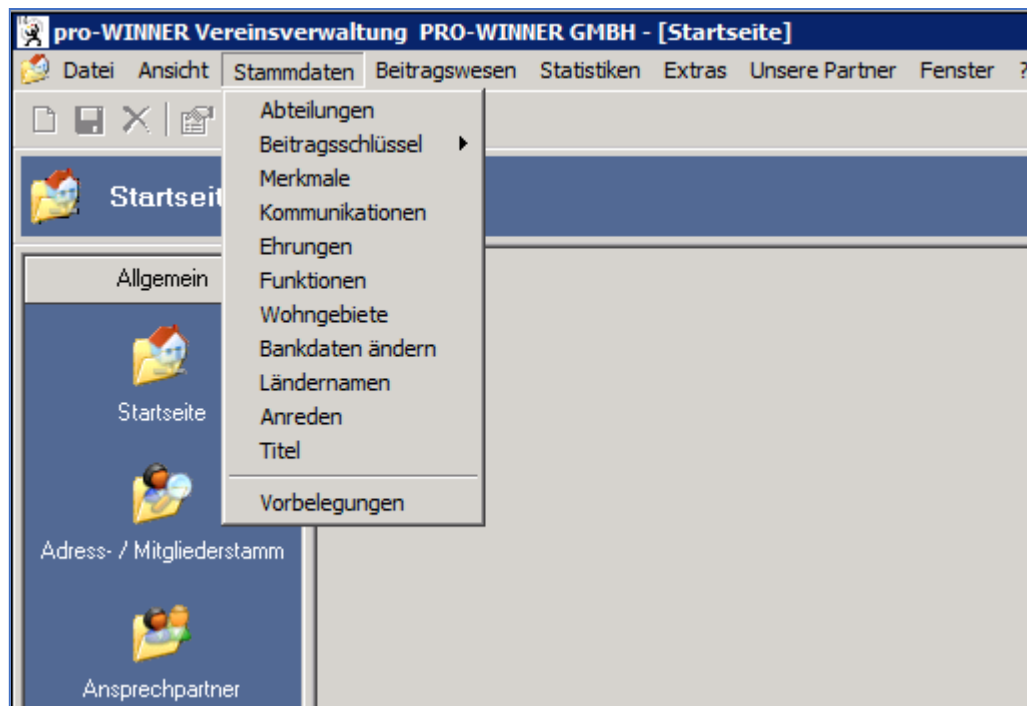 pro-WINNER Vereinsverwaltung PRO-WINNER GMBH - [Startseite]
Datei Ansicht Stammdaten Beitragswesen Statistiken Extras Unsere Partner Fenster ?
Abteilungen
Beitragsschlüssel
Merkmale
Kommunikationen
Ehrungen
Funktionen
Wohngebiete
Bankdaten ändern
Ländernamen
Anreden
Titel
Vorbelegungen
Startseit
Allgemein
Startseite
Adress- / Mitgliederstamm
Ansprechpartner